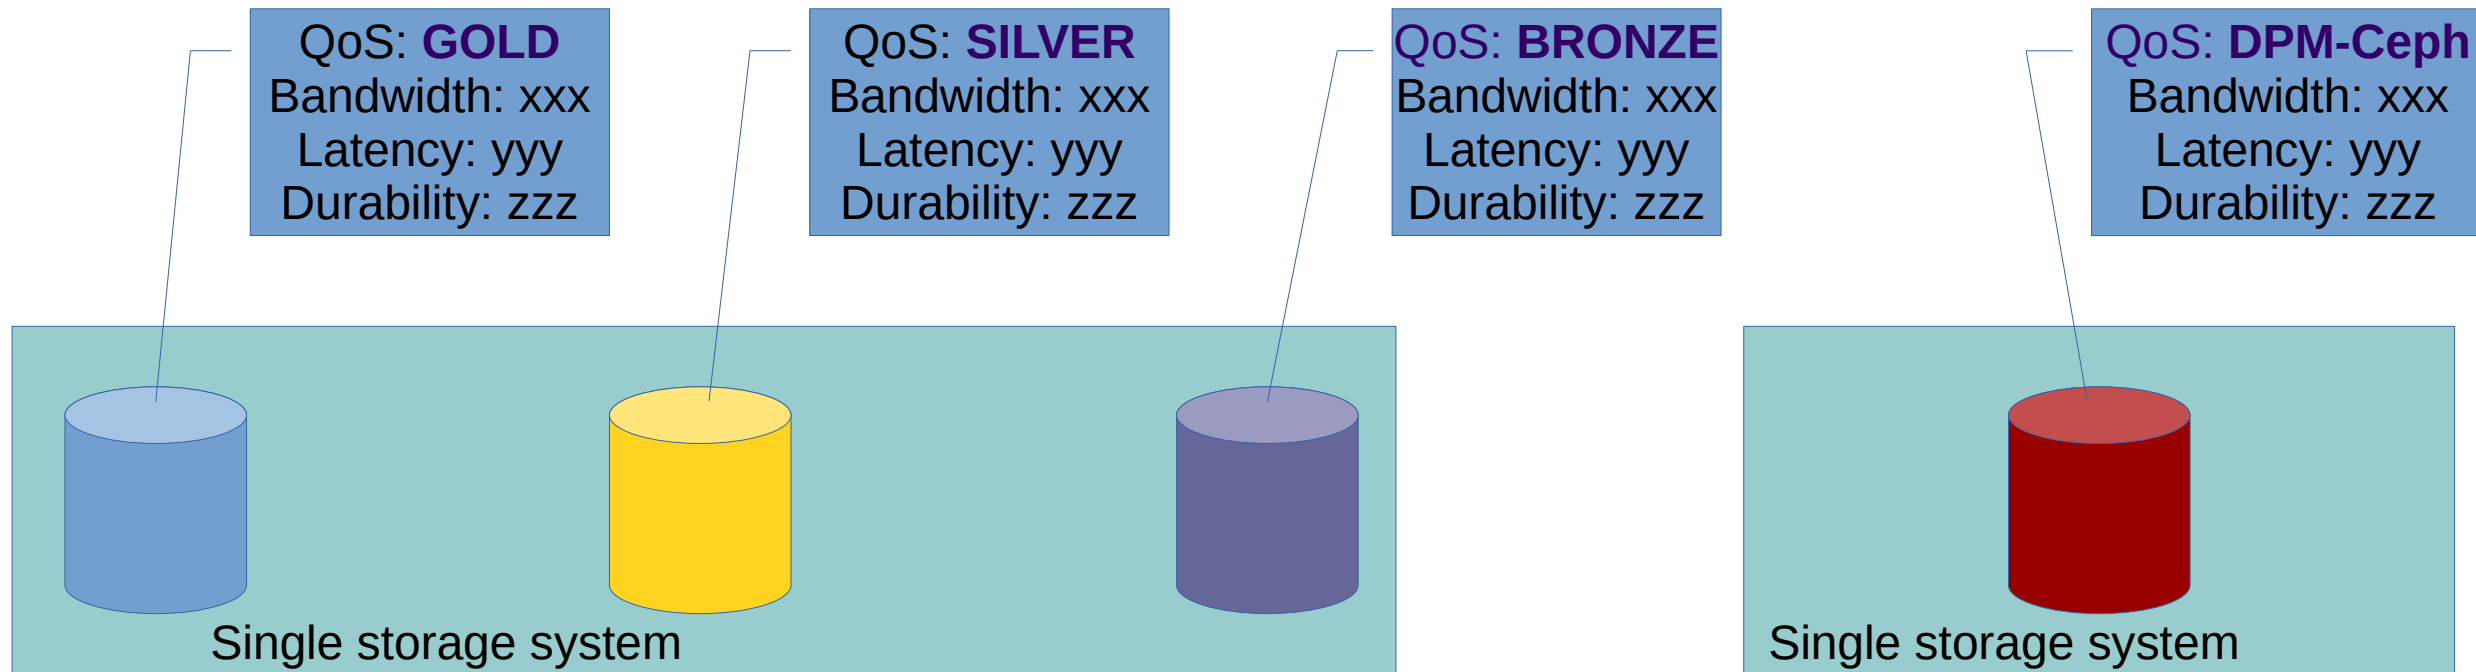 QoS: GOLD
Bandwidth: xxx
Latency: yyy
Durability: zzz
QoS: SILVER
Bandwidth: xxx
Latency: yyy
Durability: zzz
QoS: BRONZE
Bandwidth: xxx
Latency: yyy
Durability: zzz
QoS: DPM-Ceph
Bandwidth: xxx
Latency: yyy
Durability: zzz
Single storage system
Single storage system